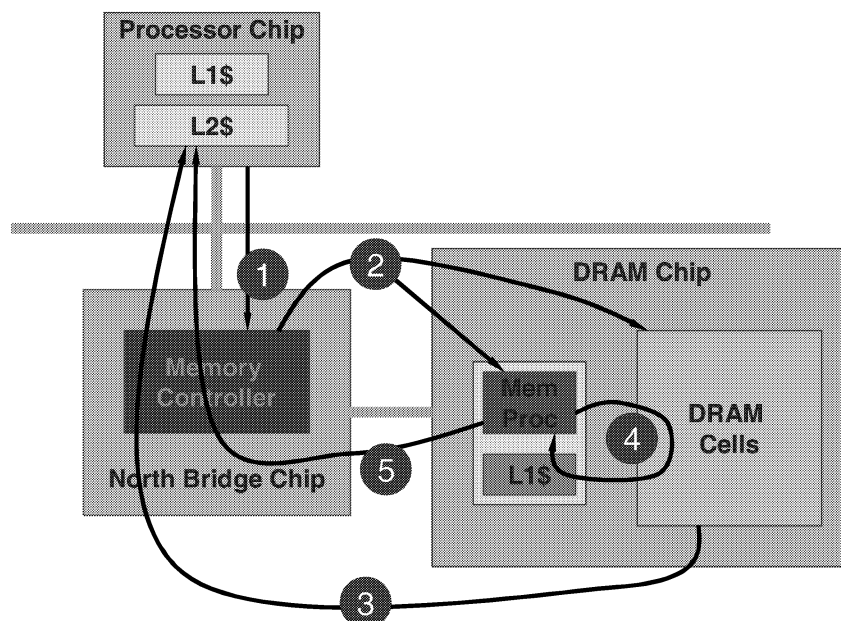 Processor Chip
L1$
L2$
1
2
DRAM Chip
Memory
Controller
Mem
Proc
DRAM
Cells
4
L1$
5
North Bridge Chip
3